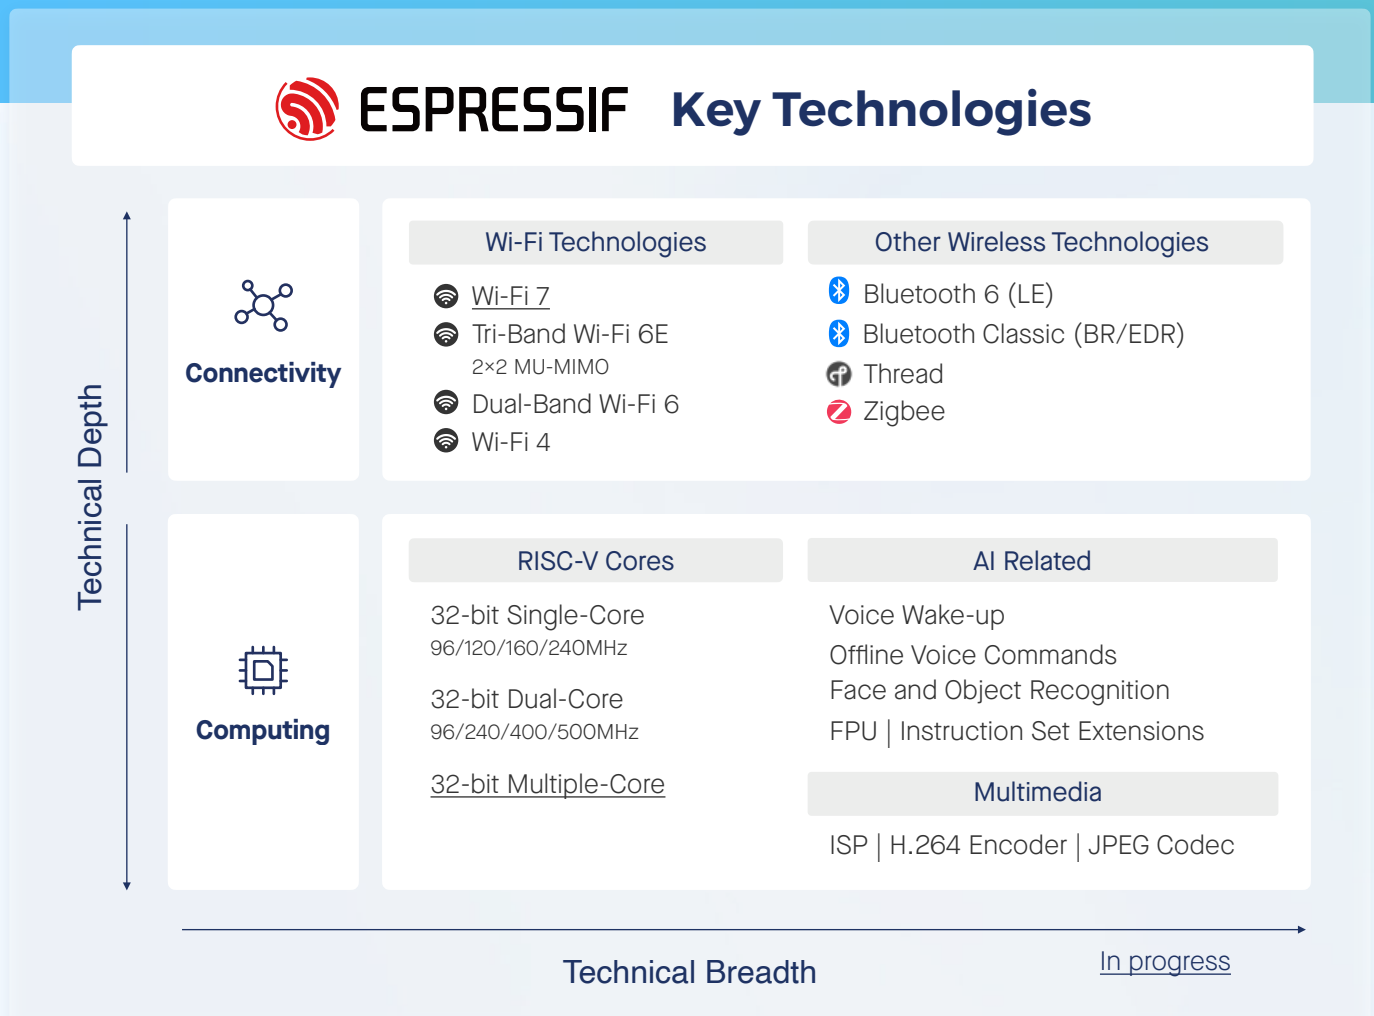 ESPRESSIF Key Technologies
Technical Depth
Connectivity
Wi-Fi Technologies
Wi-Fi 7
Tri-Band Wi-Fi 6E
2×2 MU-MIMO
Dual-Band Wi-Fi 6
Wi-Fi 4
Other Wireless Technologies
Bluetooth 6 (LE)
Bluetooth Classic (BR/EDR)
Thread
Zigbee
Computing
RISC-V Cores
32-bit Single-Core
96/120/160/240MHz
32-bit Dual-Core
96/240/400/500MHz
32-bit Multiple-Core
AI Related
Voice Wake-up
Offline Voice Commands
Face and Object Recognition
FPU | Instruction Set Extensions
Multimedia
ISP | H.264 Encoder | JPEG Codec
Technical Breadth
In progress